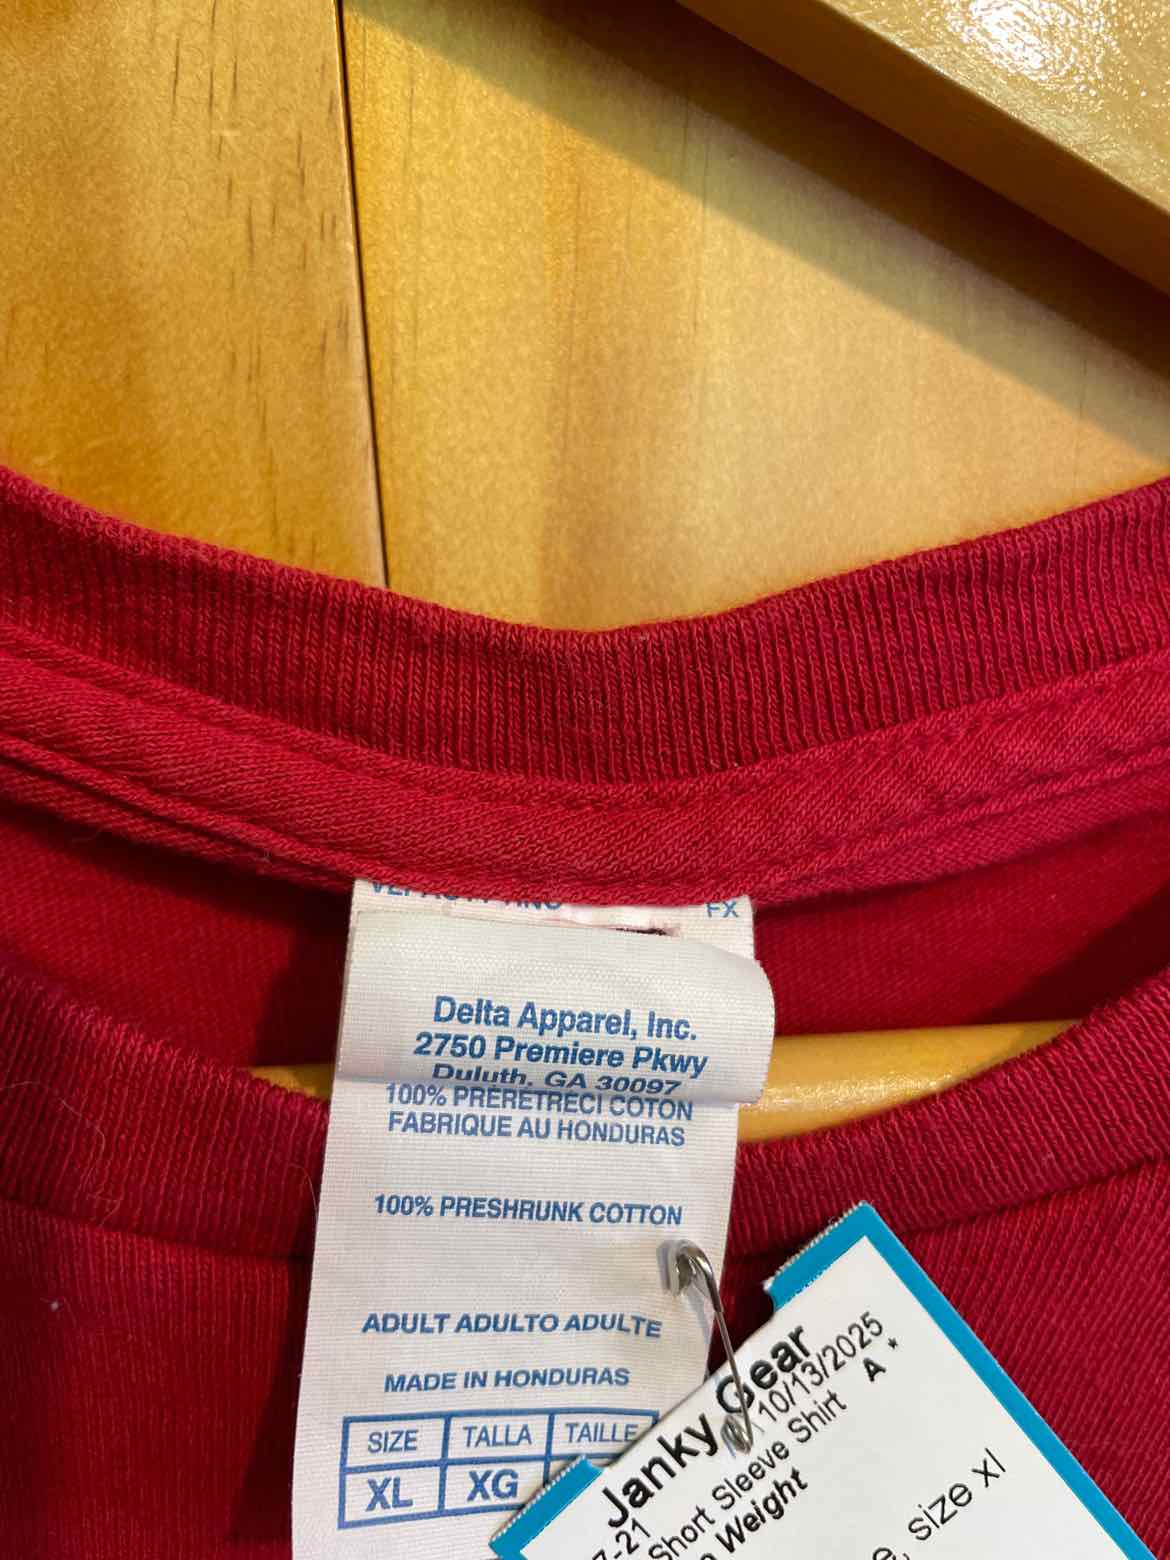 FX
Delta Apparel, Inc.
2750 Premiere Pkwy
Duluth, GA 30097
100% PRÉRÉTRÉCI COTON
FABRIQUE AU HONDURAS
100% PRESHRUNK COTTON
ADULT ADULTO ADULTE
MADE IN HONDURAS
SIZE TALLA TAILLE
XL XG
Janky Gear
10/13/2025
Short Sleeve Shirt A *
Weight
size xl